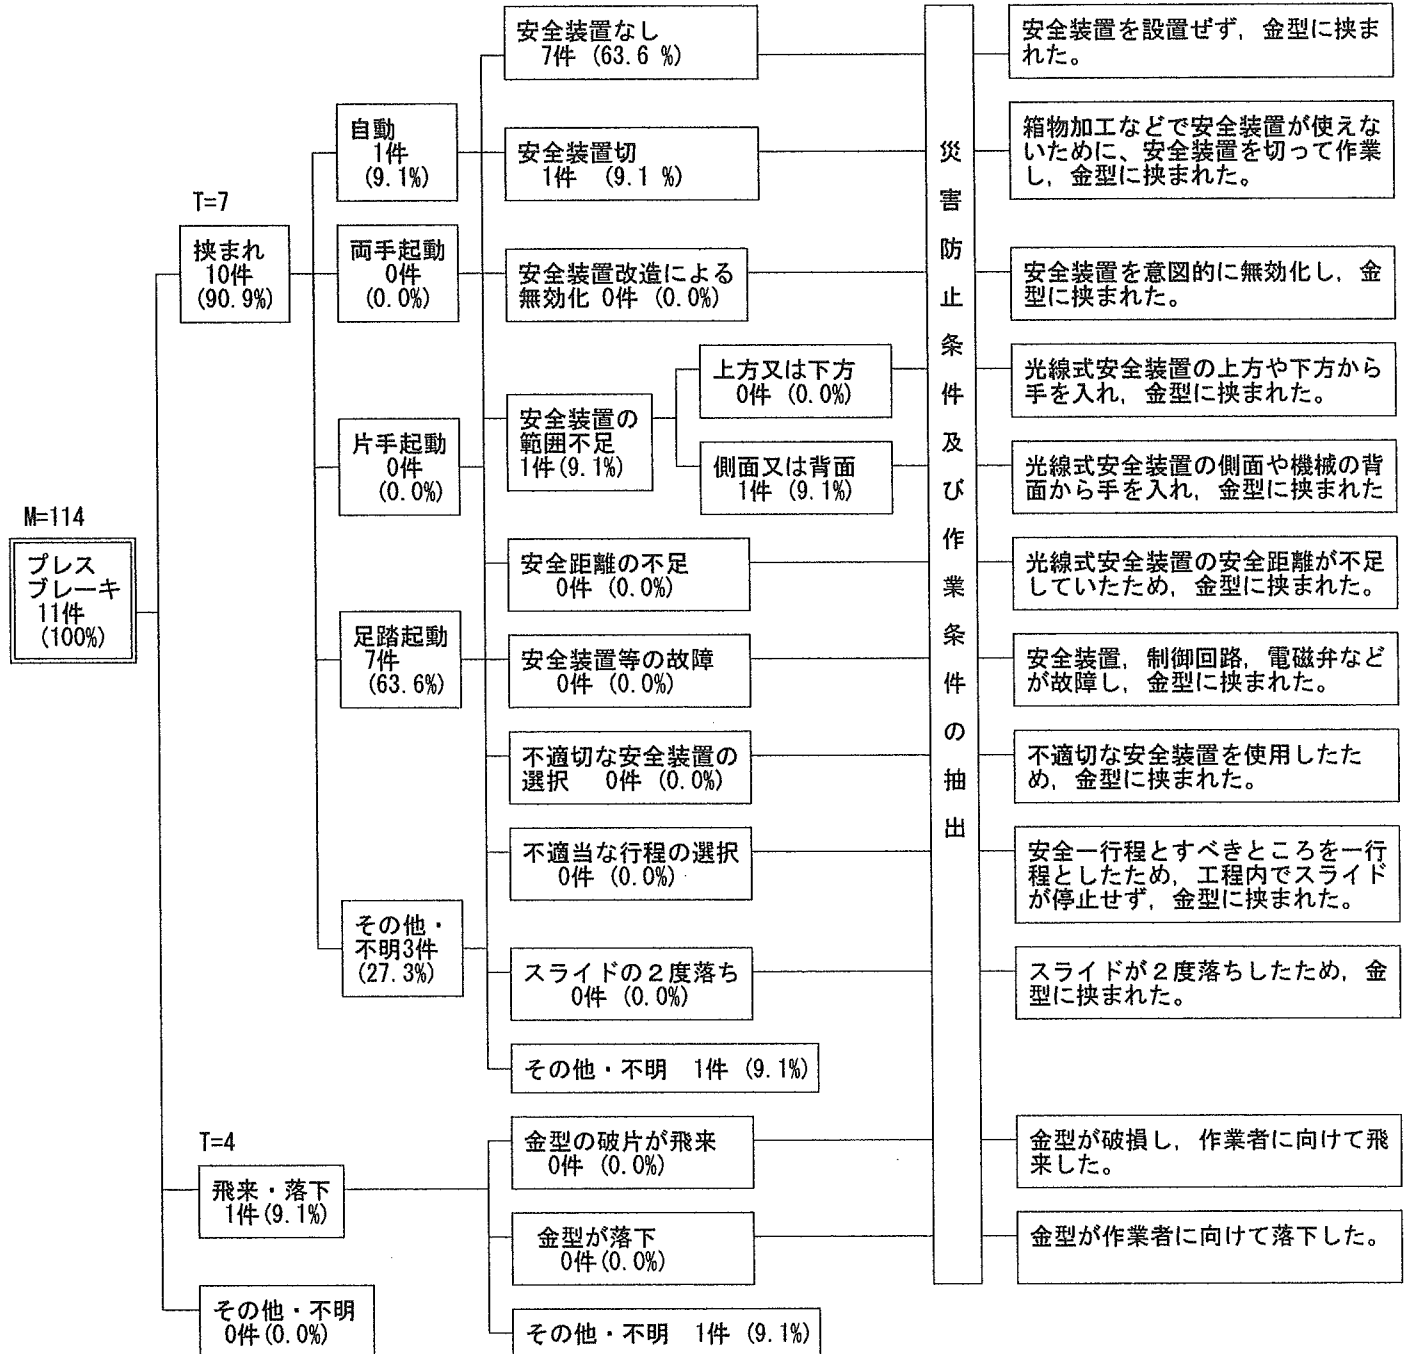 M=114
プレス
ブレーキ
11件
(100%)
T=7
挟まれ
10件
(90.9%)
T=4
飛来・落下
1件(9.1%)
その他・不明
0件(0.0%)
自動
1件
(9.1%)
両手起動
0件
(0.0%)
片手起動
0件
(0.0%)
足踏起動
7件
(63.6%)
その他・
不明3件
(27.3%)
安全装置なし
7件 (63.6 %)
安全装置切
1件 (9.1 %)
安全装置改造による
無効化 0件 (0.0%)
安全装置の
範囲不足
1件(9.1%)
上方又は下方
0件 (0.0%)
側面又は背面
1件 (9.1%)
安全距離の不足
0件 (0.0%)
安全装置等の故障
0件 (0.0%)
不適切な安全装置の
選択 0件 (0.0%)
不適当な行程の選択
0件 (0.0%)
スライドの２度落ち
0件 (0.0%)
その他・不明 1件 (9.1%)
金型の破片が飛来
0件 (0.0%)
金型が落下
0件(0.0%)
その他・不明 1件 (9.1%)
災害防止条件及び作業条件の抽出
安全装置を設置ぜず，金型に挟ま
れた。
箱物加工などで安全装置が使えな
いために、安全装置を切って作業
し，金型に挟まれた。
安全装置を意図的に無効化し，金
型に挟まれた。
光線式安全装置の上方や下方から
手を入れ，金型に挟まれた。
光線式安全装置の側面や機械の背
面から手を入れ，金型に挟まれた
光線式安全装置の安全距離が不足
していたため，金型に挟まれた。
安全装置，制御回路，電磁弁など
が故障し，金型に挟まれた。
不適切な安全装置を使用したた
め，金型に挟まれた。
安全一行程とすべきところを一行
程としたため，工程内でスライド
が停止せず，金型に挟まれた。
スライドが２度落ちしたため，金
型に挟まれた。
金型が破損し，作業者に向けて飛
来した。
金型が作業者に向けて落下した。